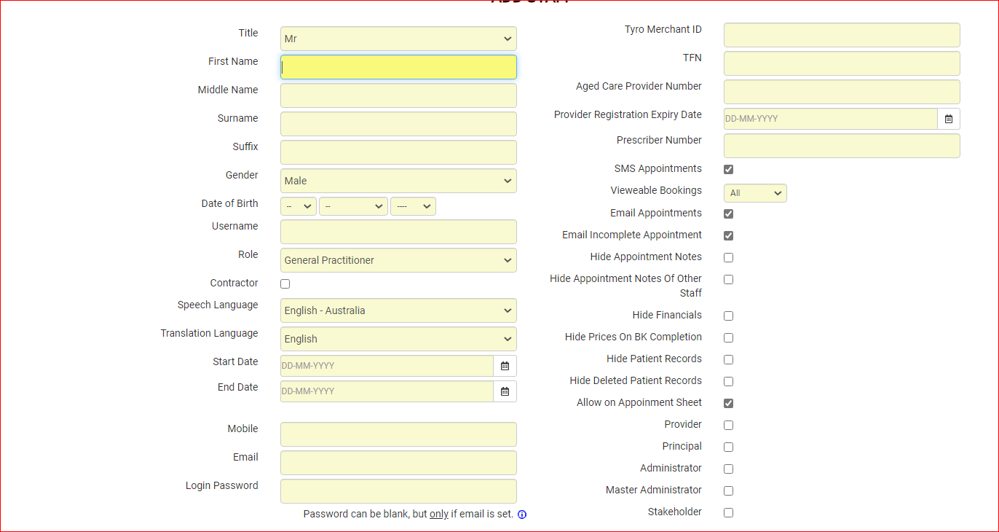 Title
Mr
First Name
Middle Name
Surname
Suffix
Gender
Male
Date of Birth
--
--
----
Username
Role
General Practitioner
Contractor
Speech Language
English - Australia
Translation Language
English
Start Date
DD-MM-YYYY
End Date
DD-MM-YYYY
Mobile
Email
Login Password
Password can be blank, but only if email is set.
Tyro Merchant ID
TFN
Aged Care Provider Number
Provider Registration Expiry Date
DD-MM-YYYY
Prescriber Number
SMS Appointments
Vieweable Bookings
All
Email Appointments
Email Incomplete Appointment
Hide Appointment Notes
Hide Appointment Notes Of Other
Staff
Hide Financials
Hide Prices On BK Completion
Hide Patient Records
Hide Deleted Patient Records
Allow on Appoinment Sheet
Provider
Principal
Administrator
Master Administrator
Stakeholder